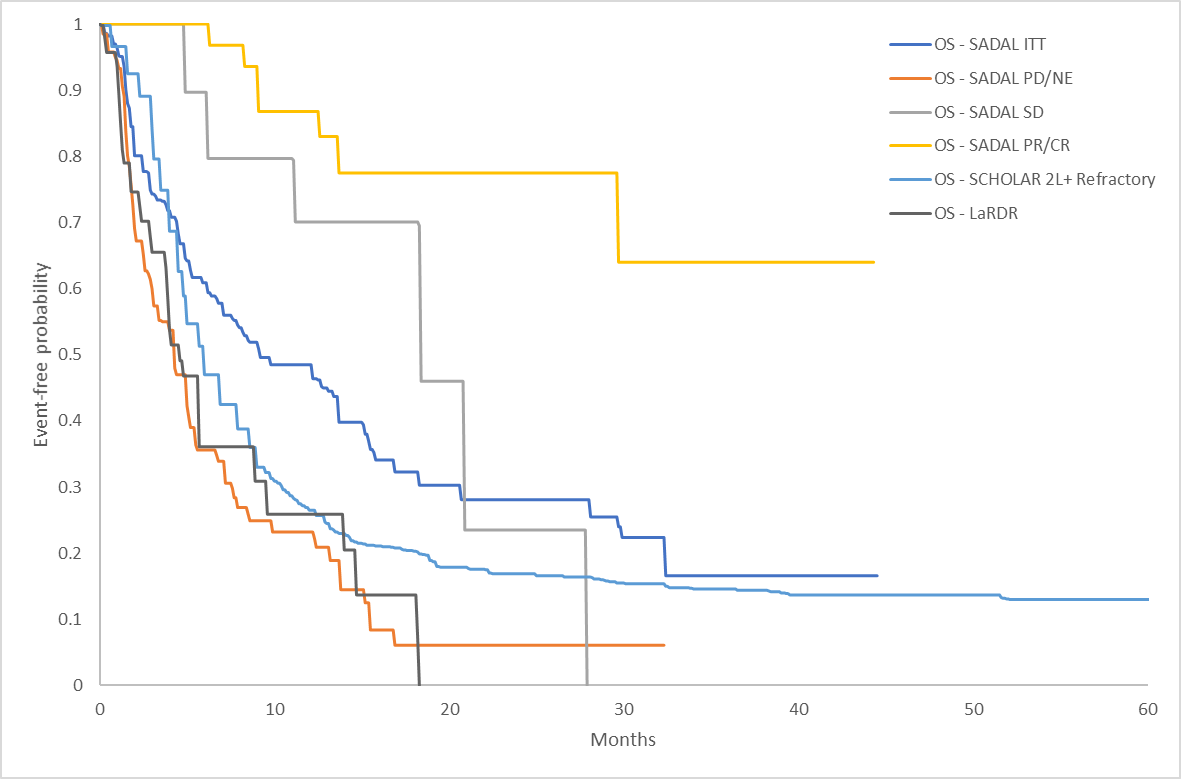 1
0.9
0.8
0.7
0.6
0.5
0.4
0.3
0.2
0.1
0
Event-free probability
0 10 20 30 40 50 60
Months
OS - SADAL ITT
OS - SADAL PD/NE
OS - SADAL SD
OS - SADAL PR/CR
OS - SCHOLAR 2L+ Refractory
OS - LaRDR